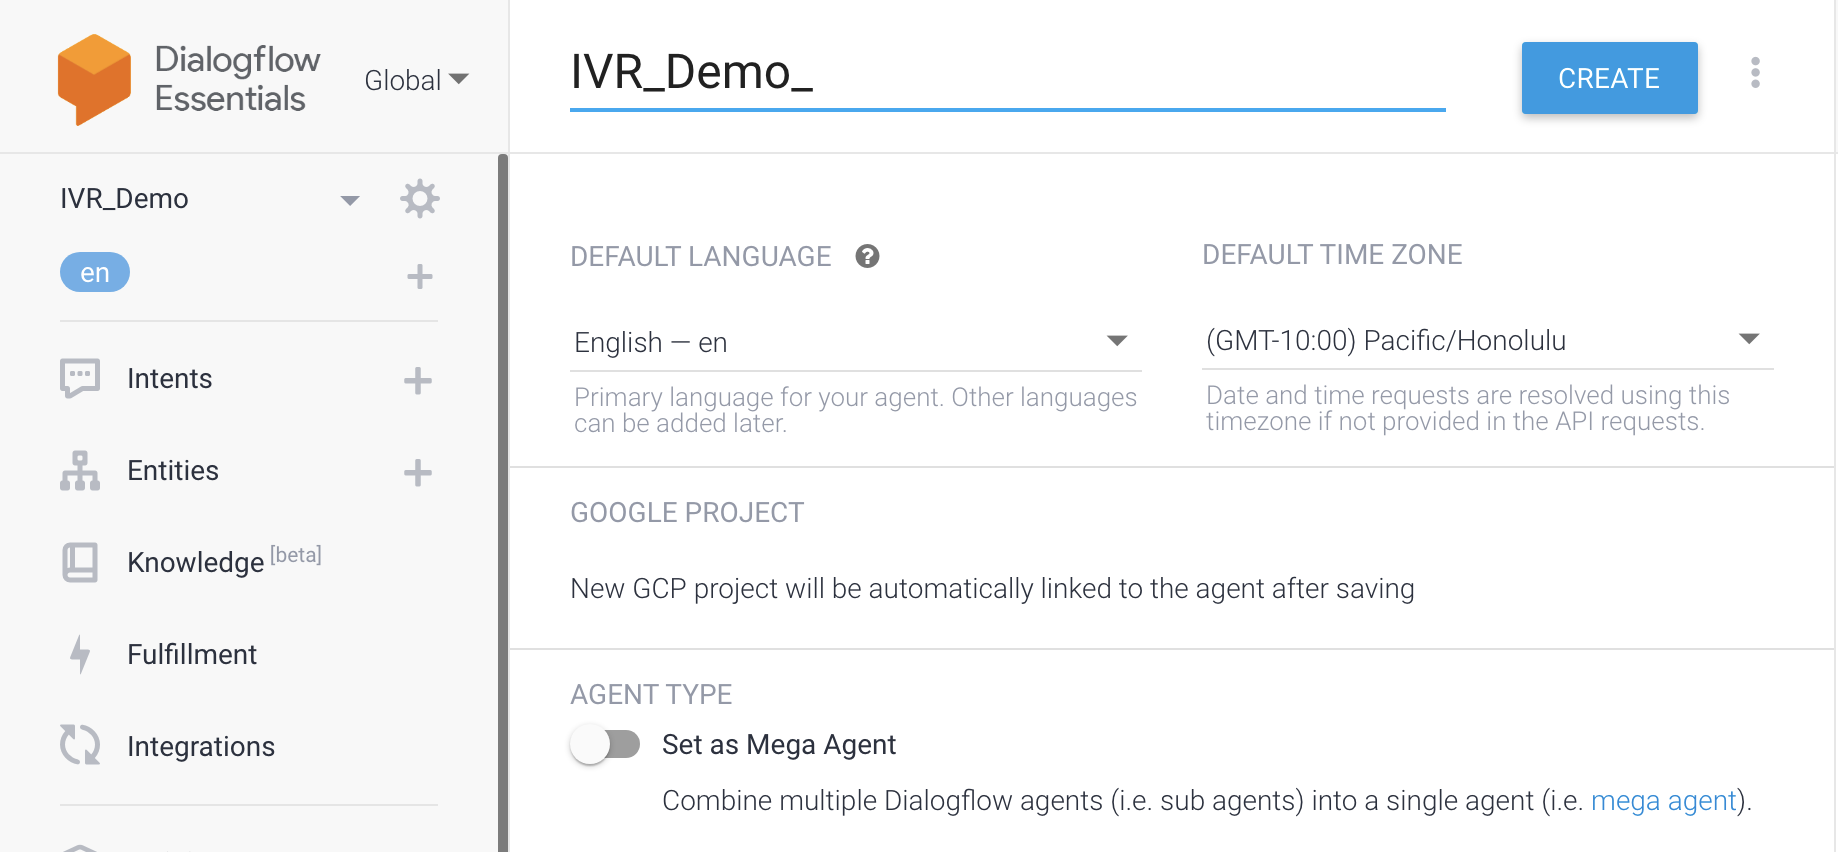 Dialogflow
Essentials
Global
IVR_Demo_
CREATE
IVR_Demo
en
Intents
Entities
Knowledge [beta]
Fulfillment
Integrations
DEFAULT LANGUAGE ?
English — en
Primary language for your agent. Other languages
can be added later.
DEFAULT TIME ZONE
(GMT-10:00) Pacific/Honolulu
Date and time requests are resolved using this
timezone if not provided in the API requests.
GOOGLE PROJECT
New GCP project will be automatically linked to the agent after saving
AGENT TYPE
Set as Mega Agent
Combine multiple Dialogflow agents (i.e. sub agents) into a single agent (i.e. mega agent).